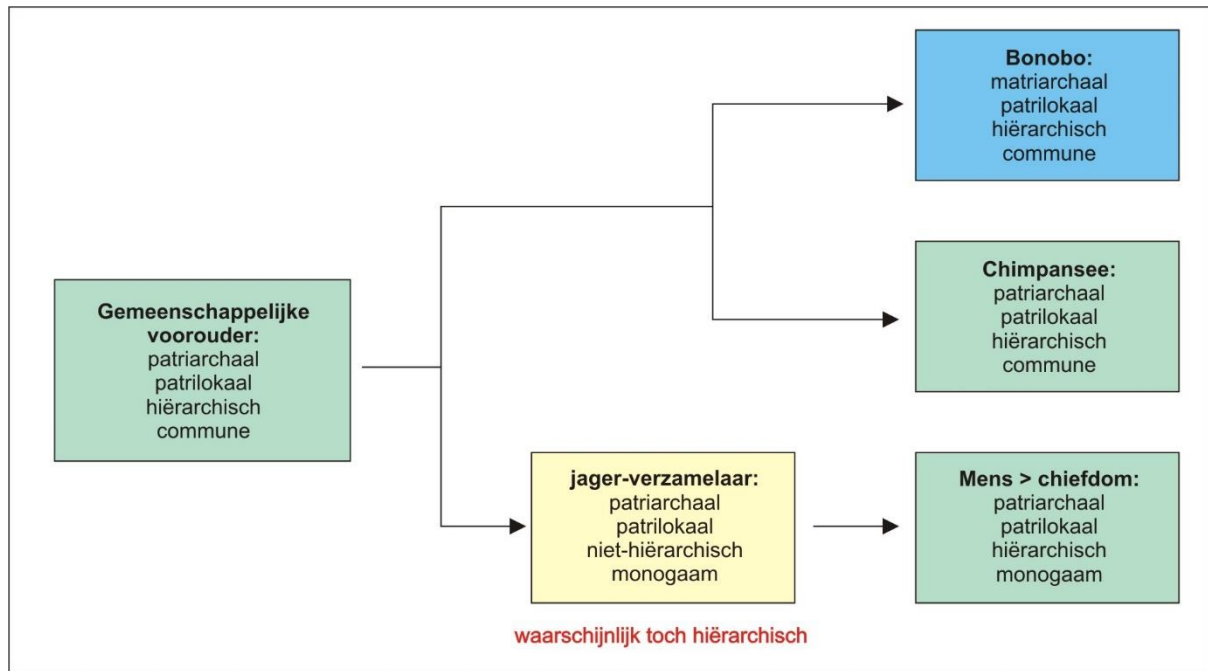 Bonobo:
matriarchaal
patrilokaal
hiërarchisch
commune
Chimpansee:
patriarchaal
patrilokaal
hiërarchisch
commune
Gemeenschappelijke
voorouder:
patriarchaal
patrilokaal
hiërarchisch
commune
jager-verzamelaar:
patriarchaal
patrilokaal
niet-hiërarchisch
monogaam
Mens > chiefdom:
patriarchaal
patrilokaal
hiërarchisch
monogaam
waarschijnlijk toch hiërarchisch